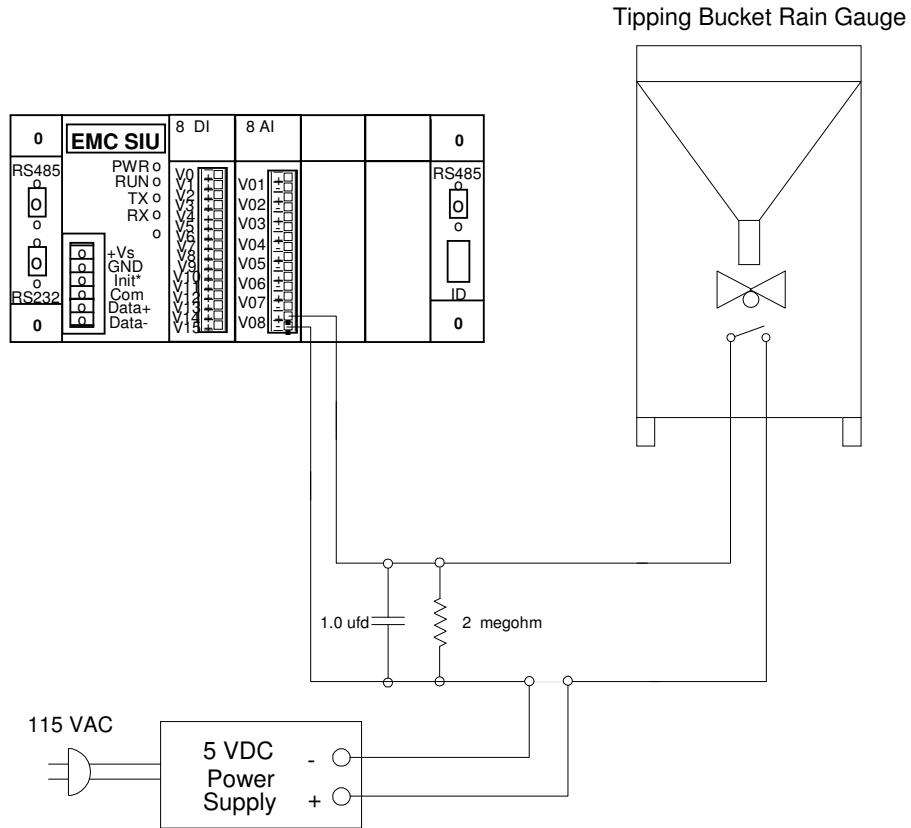 Tipping Bucket Rain Gauge
0
EMC SIU
8 DI
8 AI
0
RS485
PWR o
RUN o
TX o
RX o
o
o
o
o
o
o
RS232
+Vs
GND
Init*
Com
Data+
Data-
0
V0
V1
V2
V3
V4
V5
V6
V7
V8
V9
V10
V11
V12
V13
V14
V15
V01
V02
V03
V04
V05
V06
V07
V08
RS485
o
o
o
ID
0
1.0 ufd
2 megohm
115 VAC
5 VDC
Power
Supply
-
+